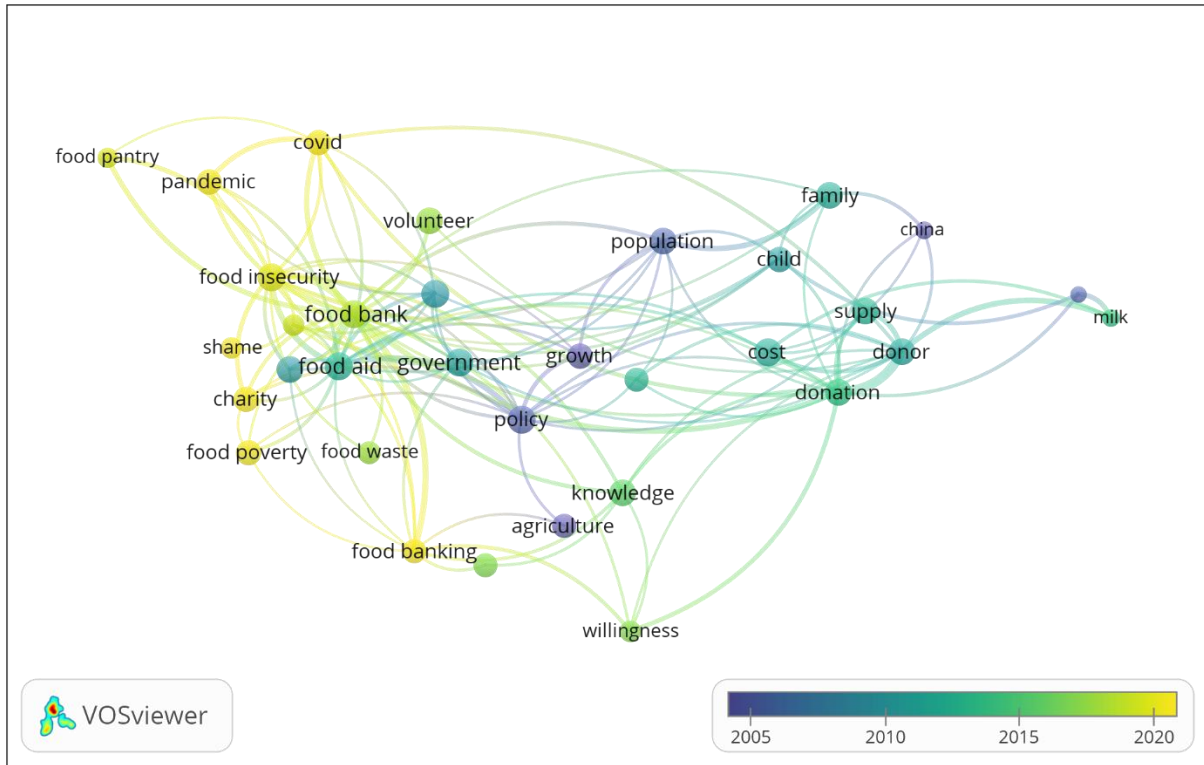 covid
food pantry
pandemic
family
volunteer
china
population
child
food insecurity
food bank
supply
milk
shame
food aid
government
growth
cost
donor
charity
donation
policy
food poverty
food waste
knowledge
agriculture
food banking
willingness
VOSviewer
2005
2010
2015
2020